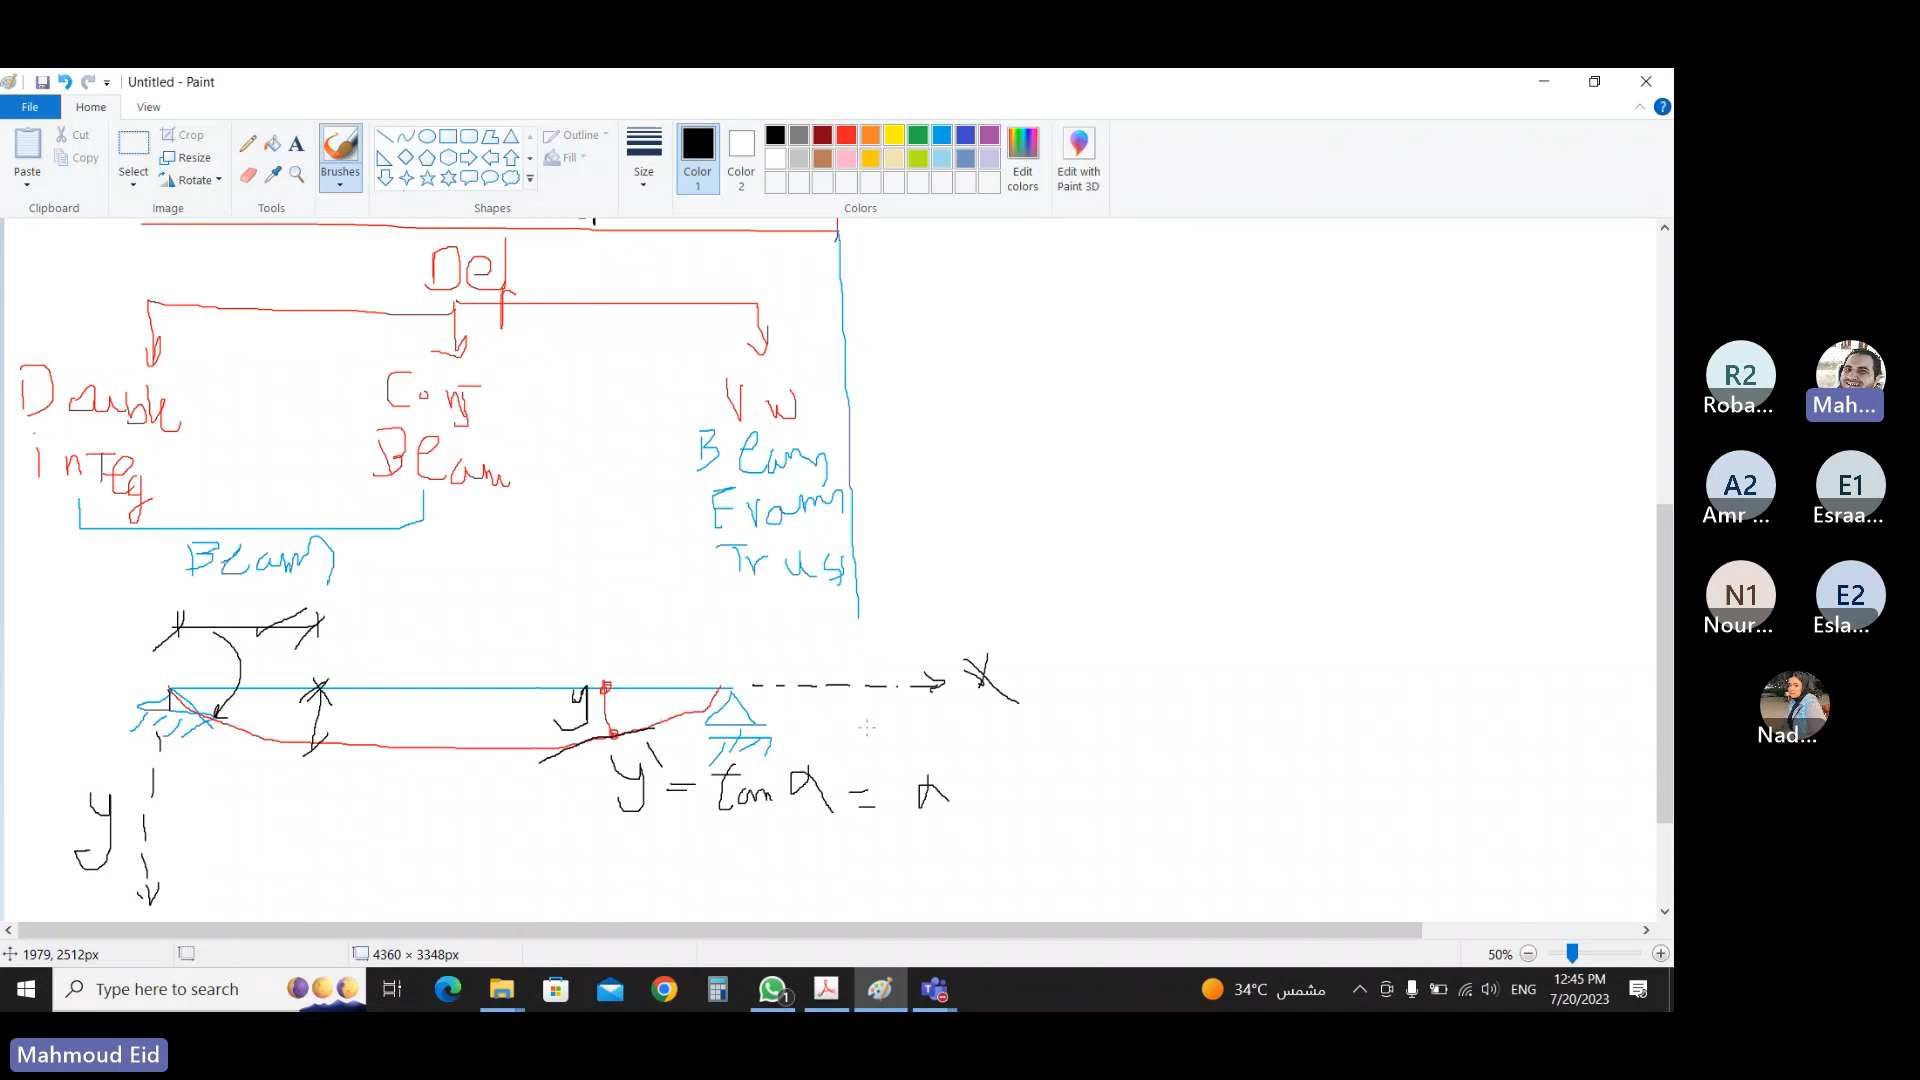 Untitled - Paint
File
Home
View
Paste
Cut
Copy
Clipboard
Select
Crop
Resize
Rotate
Image
Tools
Brushes
Shapes
Outline
Fill
Size
Color 1
Color 2
Edit colors
Edit with Paint 3D
Colors
Def
Double integ
Conj Beam
V.W
Beam
Beam
Fram
Trus
x
y
y
y' = tan α = α
R2
Roba...
Mah...
A2
Amr ...
E1
Esraa...
N1
Nour...
E2
Esla...
Nad...
1979, 2512px
4360 × 3348px
50%
Type here to search
1
34°C مشمس
ENG
12:45 PM
7/20/2023
Mahmoud Eid